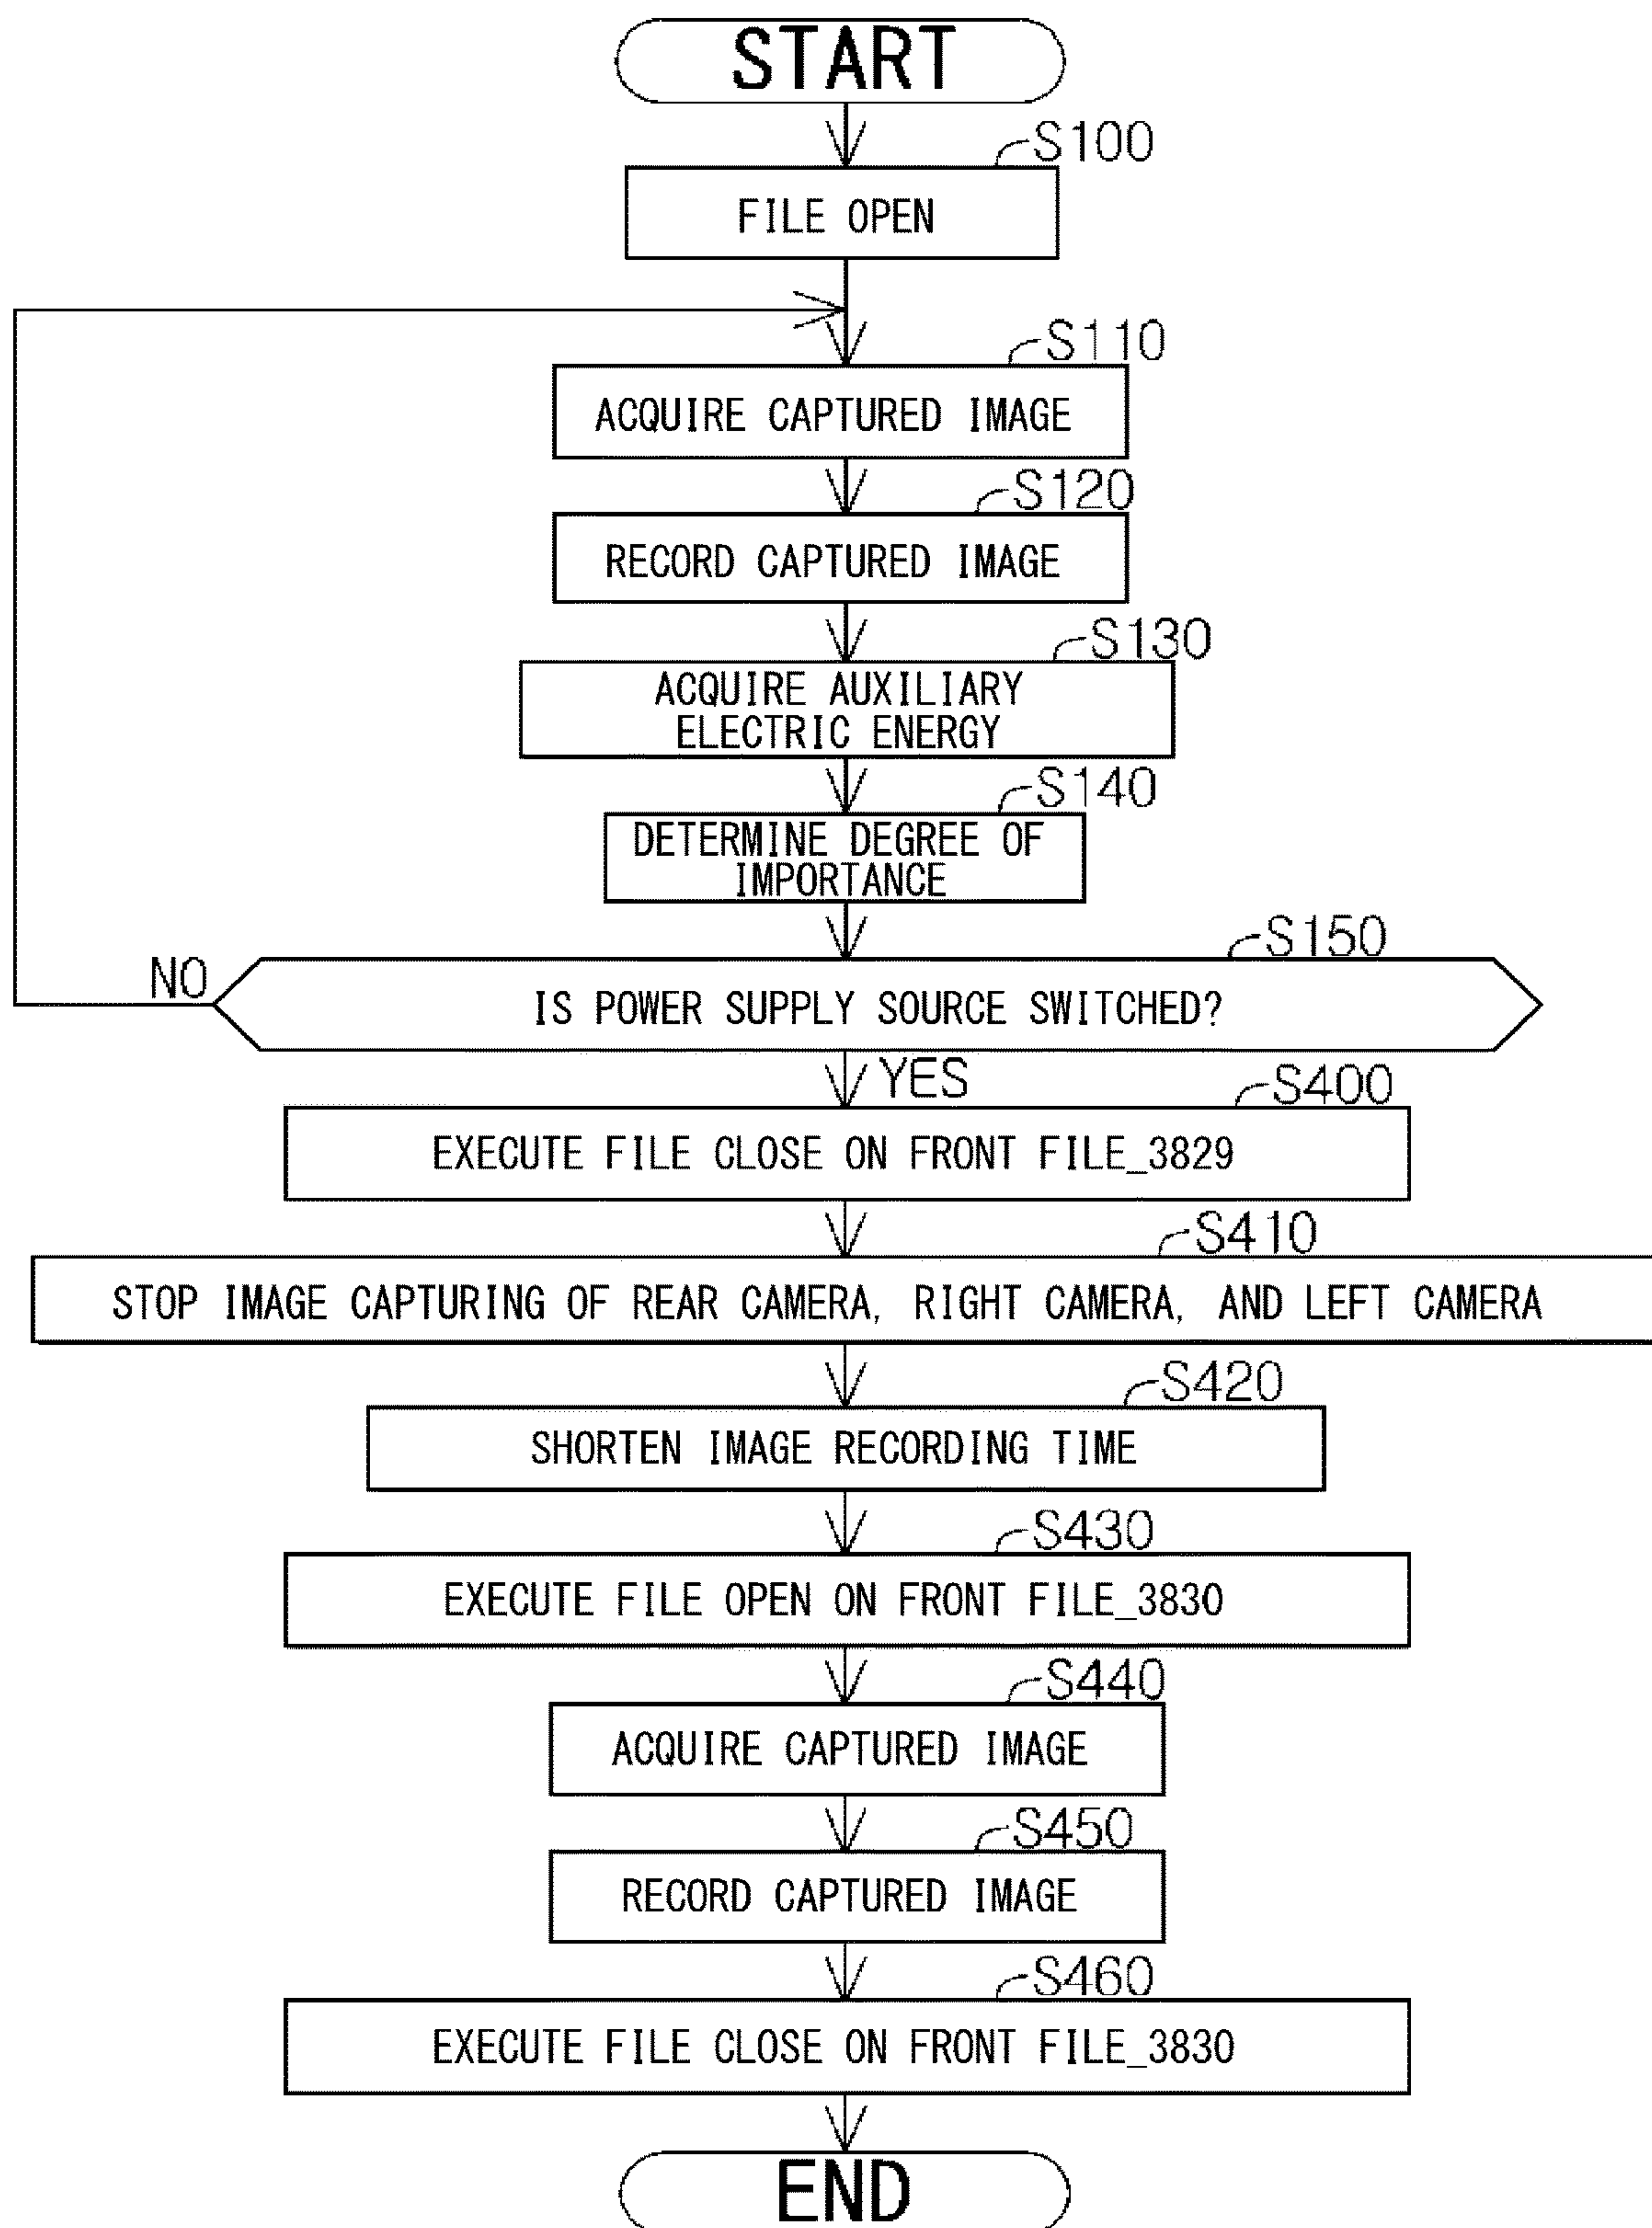 START
S100
FILE OPEN
S110
ACQUIRE CAPTURED IMAGE
S120
RECORD CAPTURED IMAGE
S130
ACQUIRE AUXILIARY
ELECTRIC ENERGY
S140
DETERMINE DEGREE OF
IMPORTANCE
S150
NO
IS POWER SUPPLY SOURCE SWITCHED?
YES
S400
EXECUTE FILE CLOSE ON FRONT FILE_3829
S410
STOP IMAGE CAPTURING OF REAR CAMERA, RIGHT CAMERA, AND LEFT CAMERA
S420
SHORTEN IMAGE RECORDING TIME
S430
EXECUTE FILE OPEN ON FRONT FILE_3830
S440
ACQUIRE CAPTURED IMAGE
S450
RECORD CAPTURED IMAGE
S460
EXECUTE FILE CLOSE ON FRONT FILE_3830
END